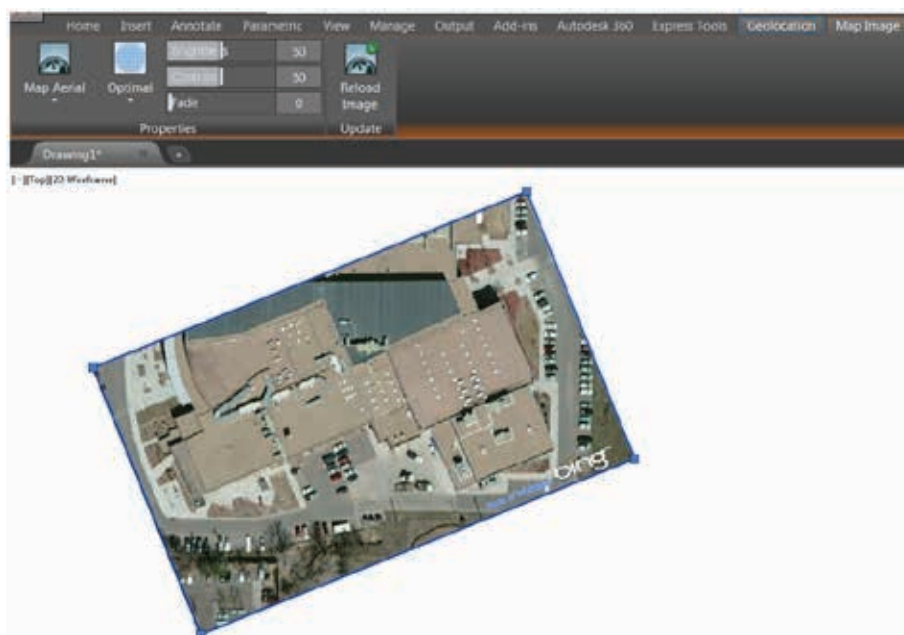 Home Insert Annotate Parametric View Manage Output Add-ins Autodesk 360 Express Tools Geolocation Map Image
Map Aerial
Optimal
Brightness 50
Contrast 50
Fade 0
Reload
Image
Properties Update
Drawing1*
[-][Top][2D Wireframe]
bing